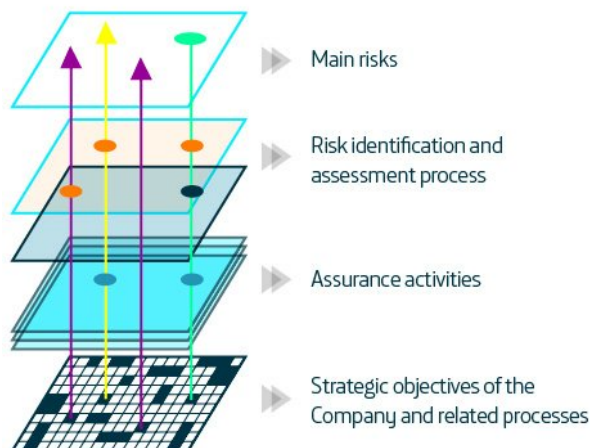 Main risks
Risk identification and
assessment process
Assurance activities
Strategic objectives of the
Company and related processes